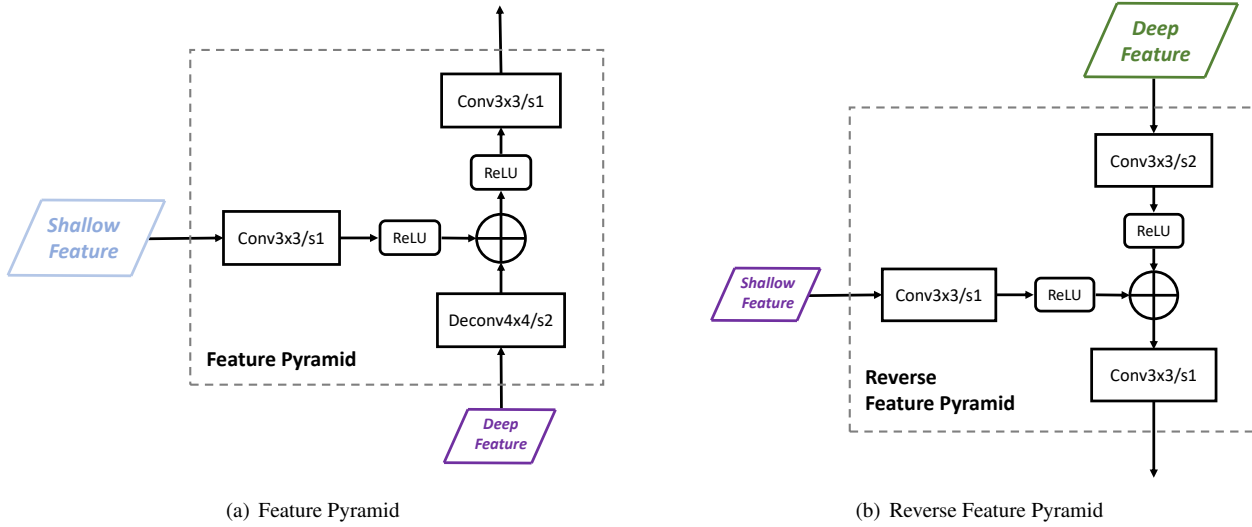 Conv3x3/s1
ReLU
Shallow
Feature
Conv3x3/s1
ReLU
Deconv4x4/s2
Feature Pyramid
Deep
Feature
(a) Feature Pyramid
Deep
Feature
Conv3x3/s2
ReLU
Shallow
Feature
Conv3x3/s1
ReLU
Conv3x3/s1
Reverse
Feature Pyramid
(b) Reverse Feature Pyramid